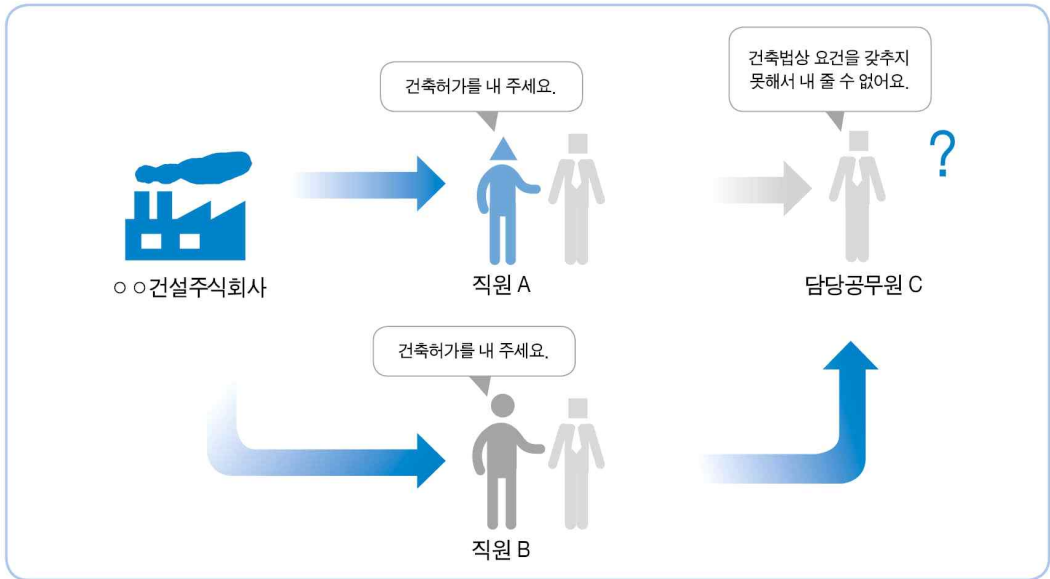 건축허가를 내 주세요.
건축법상 요건을 갖추지
못해서 내 줄 수 없어요.
?
○ ○건설주식회사
직원 A
담당공무원 C
건축허가를 내 주세요.
직원 B